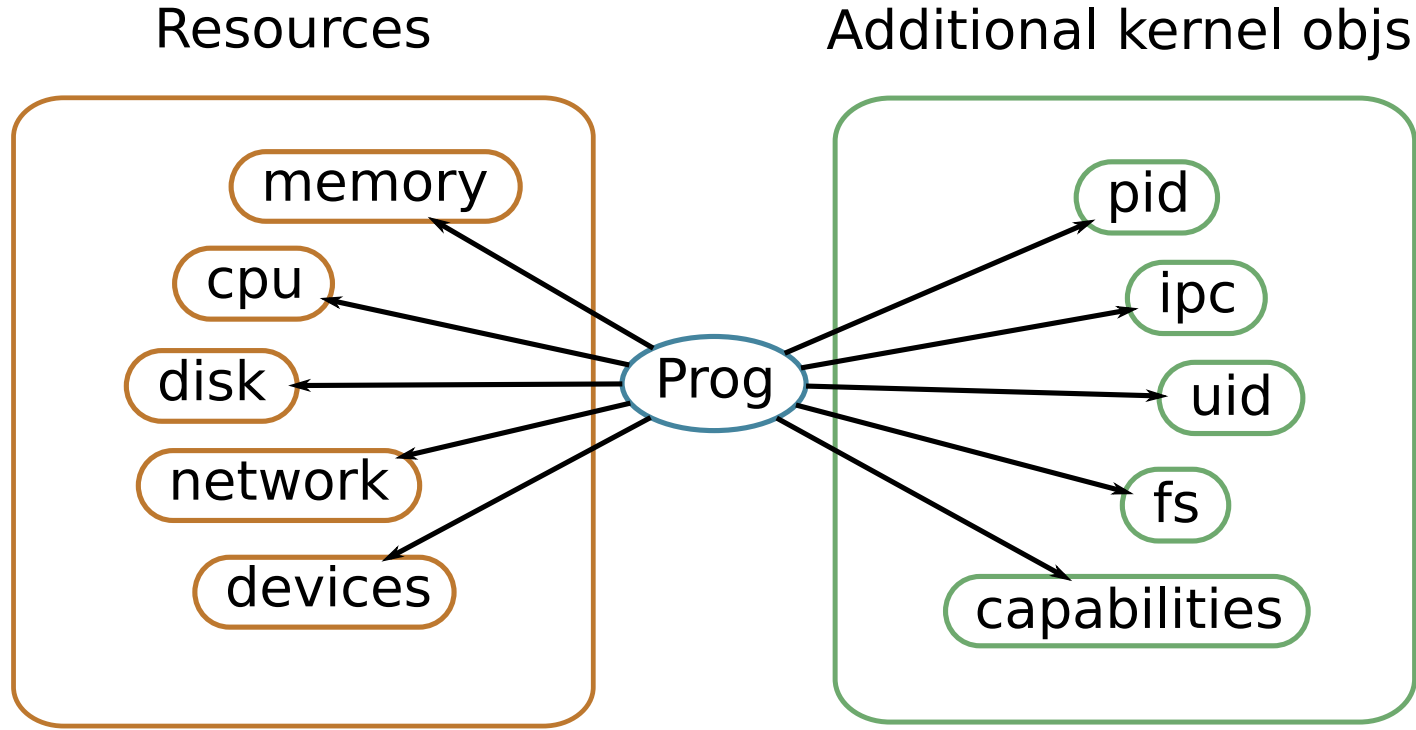 Resources
Additional kernel objs
memory
cpu
disk
network
devices
Prog
pid
ipc
uid
fs
capabilities